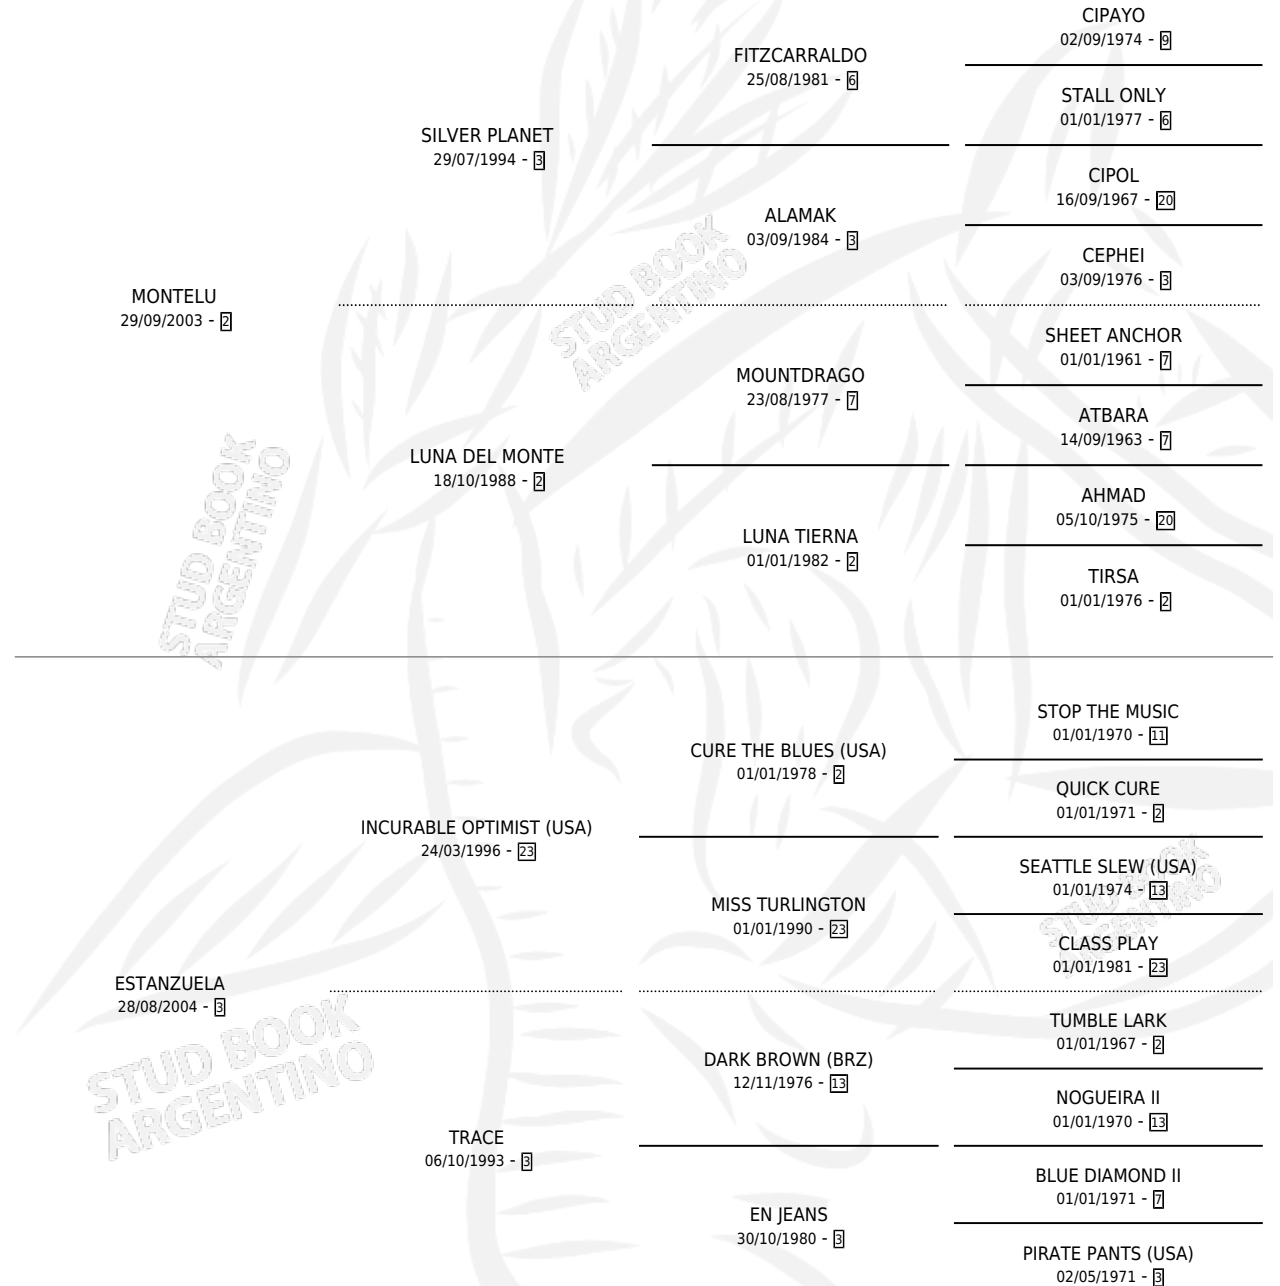 CIPAYO
02/09/1974 - 9
FITZCARRALDO
25/08/1981 - 6
STALL ONLY
01/01/1977 - 6
SILVER PLANET
29/07/1994 - 3
CIPOL
16/09/1967 - 20
ALAMAK
03/09/1984 - 3
CEPHEI
03/09/1976 - 3
MONTELU
29/09/2003 - 2
SHEET ANCHOR
01/01/1961 - 7
MOUNTDRAGO
23/08/1977 - 7
ATBARA
14/09/1963 - 7
LUNA DEL MONTE
18/10/1988 - 2
AHMAD
05/10/1975 - 20
LUNA TIERNA
01/01/1982 - 2
TIRSA
01/01/1976 - 2
STUD BOOK
ARGENTINO
STUD BOOK
ARGENTINO
STOP THE MUSIC
01/01/1970 - 11
CURE THE BLUES (USA)
01/01/1978 - 2
QUICK CURE
01/01/1971 - 2
INCURABLE OPTIMIST (USA)
24/03/1996 - 23
SEATTLE SLEW (USA)
01/01/1974 - 13
MISS TURLINGTON
01/01/1990 - 23
CLASS PLAY
01/01/1981 - 23
STUD BOOK
ARGENTINO
ESTANZUELA
28/08/2004 - 3
TUMBLE LARK
01/01/1967 - 2
DARK BROWN (BRZ)
12/11/1976 - 13
NOGUEIRA II
01/01/1970 - 13
STUD BOOK
ARGENTINO
TRACE
06/10/1993 - 3
BLUE DIAMOND II
01/01/1971 - 7
EN JEANS
30/10/1980 - 3
PIRATE PANTS (USA)
02/05/1971 - 3